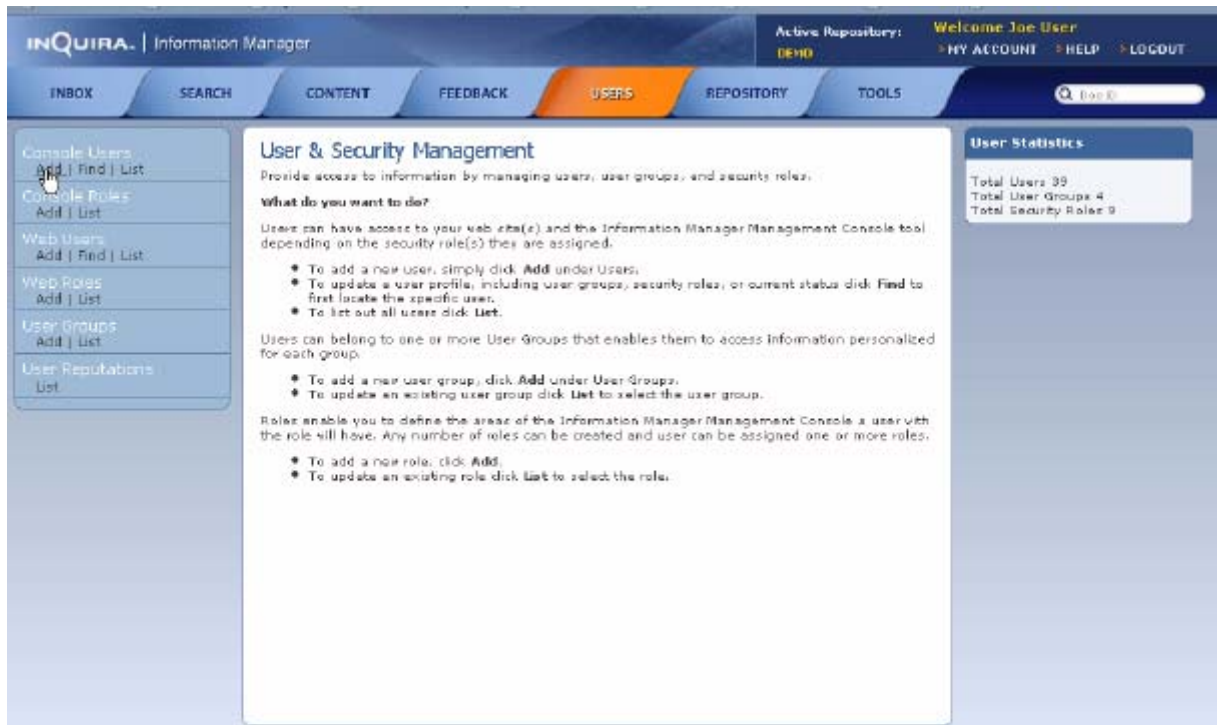 INQUIRA. | Information Manager
Active Repository:
DEMO
Welcome Joe User
MY ACCOUNT HELP LOGOUT
INBOX SEARCH CONTENT FEEDBACK USERS REPOSITORY TOOLS
Doc ID
Console Users
Add | Find | List
Console Roles
Add | List
Web Users
Add | Find | List
Web Roles
Add | List
User Groups
Add | List
User Reputations
List
User & Security Management
Provide access to information by managing users, user groups, and security roles.
What do you want to do?
Users can have access to your web site(s) and the Information Manager Management Console tool
depending on the security role(s) they are assigned.
• To add a new user, simply click Add under Users.
• To update a user profile, including user groups, security roles, or current status click Find to
first locate the specific user.
• To list out all users click List.
Users can belong to one or more User Groups that enables them to access information personalized
for each group.
• To add a new user group, click Add under User Groups.
• To update an existing user group click List to select the user group.
Roles enable you to define the areas of the Information Manager Management Console a user with
the role will have. Any number of roles can be created and user can be assigned one or more roles.
• To add a new role, click Add.
• To update an existing role click List to select the role.
User Statistics
Total Users 39
Total User Groups 4
Total Security Roles 9